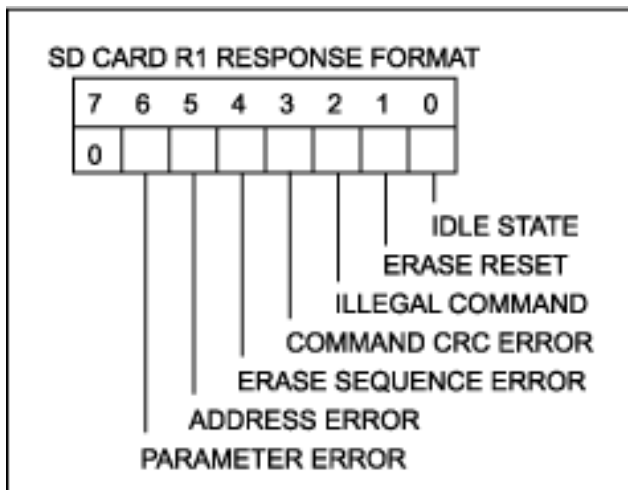 SD CARD R1 RESPONSE FORMAT
7 6 5 4 3 2 1 0
0
IDLE STATE
ERASE RESET
ILLEGAL COMMAND
COMMAND CRC ERROR
ERASE SEQUENCE ERROR
ADDRESS ERROR
PARAMETER ERROR